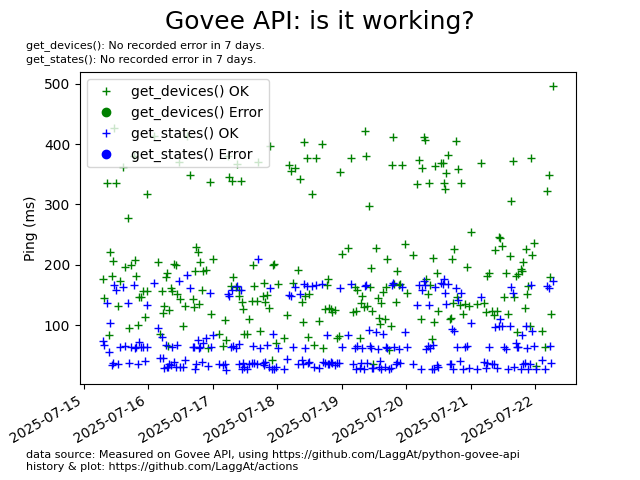 Govee API: is it working?
get_devices(): No recorded error in 7 days.
get_states(): No recorded error in 7 days.
get_devices() OK
get_devices() Error
get_states() OK
get_states() Error
Ping (ms)
500
400
300
200
100
2025-07-15
2025-07-16
2025-07-17
2025-07-18
2025-07-19
2025-07-20
2025-07-21
2025-07-22
data source: Measured on Govee API, using https://github.com/LaggAt/python-govee-api
history & plot: https://github.com/LaggAt/actions